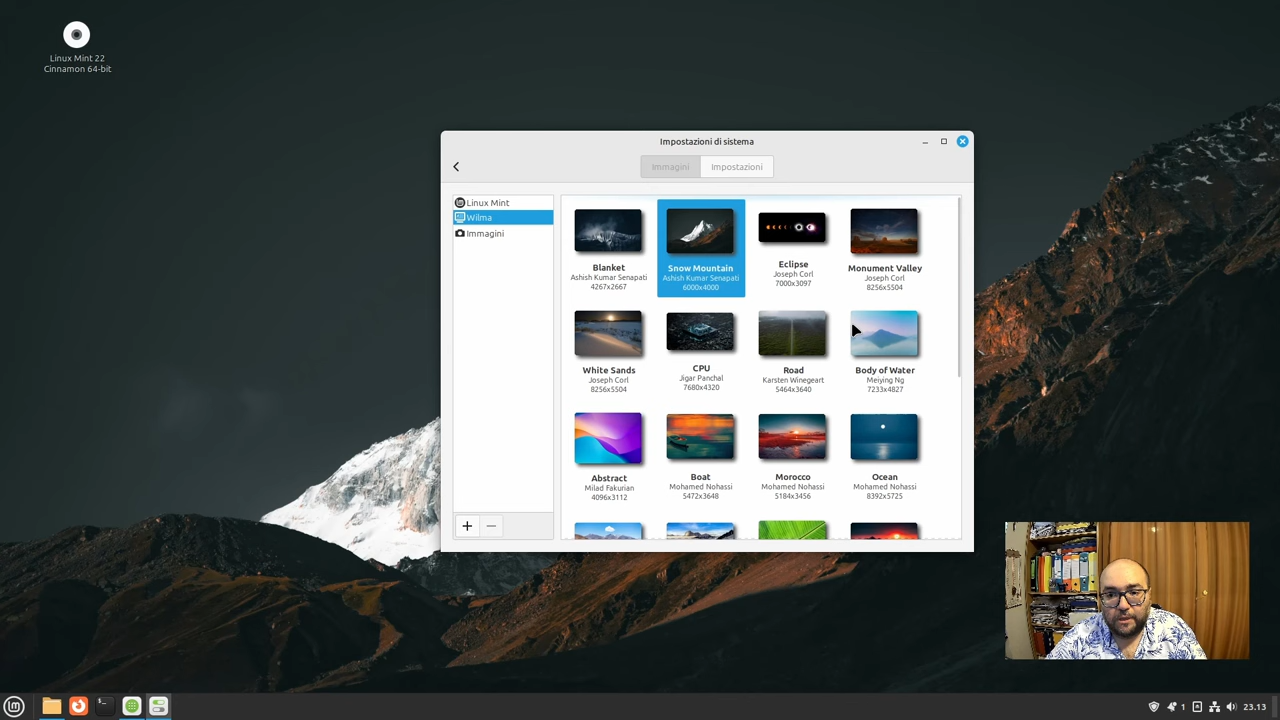 Linux Mint 22
Cinnamon 64-bit
Impostazioni di sistema
Immagini
Impostazioni
Linux Mint
Wilma
Immagini
Blanket
Ashish Kumar Senapati
4267x2667
Snow Mountain
Ashish Kumar Senapati
6000x4000
Eclipse
Joseph Corl
7000x3097
Monument Valley
Joseph Corl
8256x5504
White Sands
Joseph Corl
8256x5504
CPU
Jigar Panchal
7680x4320
Road
Karsten Winegeart
5464x3640
Body of Water
Meiying Ng
7233x4827
Abstract
Milad Fakurian
4096x3112
Boat
Mohamed Nohassi
5472x3648
Morocco
Mohamed Nohassi
5184x3456
Ocean
Mohamed Nohassi
8392x5725
1
23.13